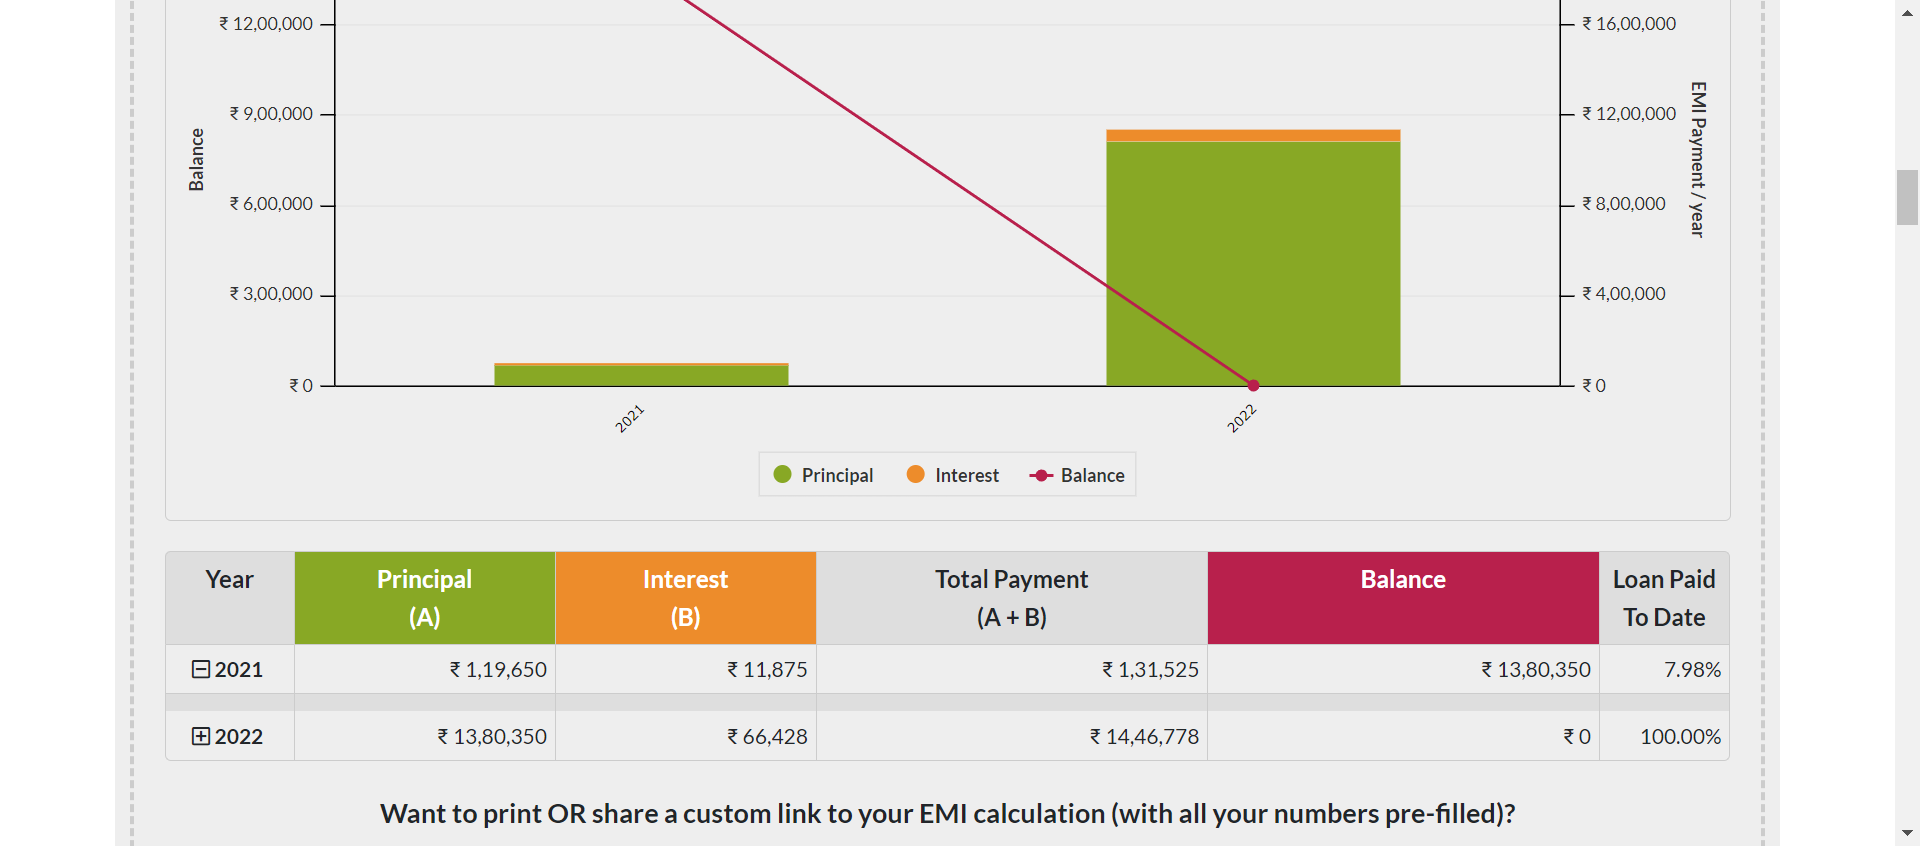 ₹ 12,00,000
₹ 16,00,000
₹ 9,00,000
₹ 12,00,000
Balance
EMI Payment / year
₹ 6,00,000
₹ 8,00,000
₹ 3,00,000
₹ 4,00,000
₹ 0
₹ 0
2021
2022
Principal
Interest
Balance
Year
Principal
(A)
Interest
(B)
Total Payment
(A + B)
Balance
Loan Paid
To Date
2021 ₹ 1,19,650 ₹ 11,875 ₹ 1,31,525 ₹ 13,80,350 7.98%
2022 ₹ 13,80,350 ₹ 66,428 ₹ 14,46,778 ₹ 0 100.00%
Want to print OR share a custom link to your EMI calculation (with all your numbers pre-filled)?